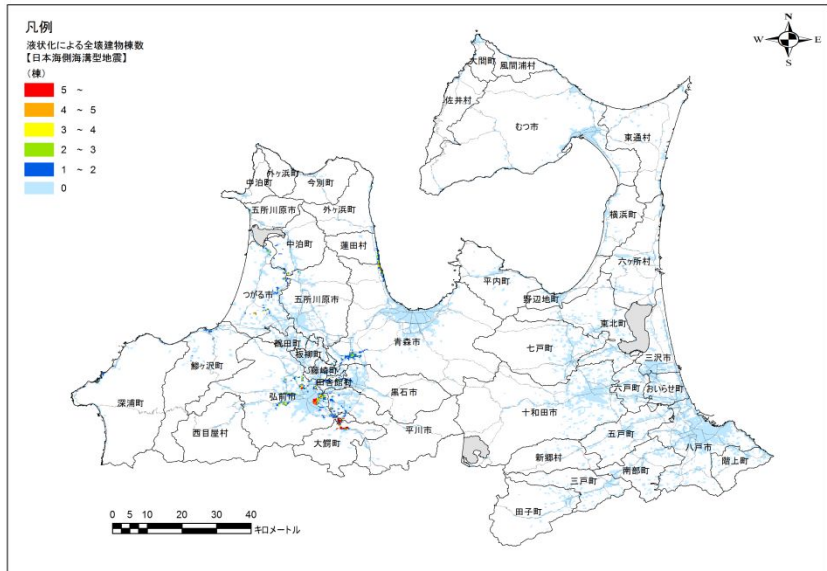 凡例
液状化による全壊建物棟数
【日本海側海溝型地震】
(棟)
5 ~
4 ~ 5
3 ~ 4
2 ~ 3
1 ~ 2
0
N
W
E
S
大間町
風間浦村
佐井村
むつ市
東通村
外ヶ浜町
中泊町
今別町
五所川原市
外ヶ浜町
横浜町
中泊町
蓬田村
六ヶ所村
平内町
つがる市
五所川原市
野辺地町
東北町
青森市
鶴田町
板柳町
七戸町
三沢市
鰺ヶ沢町
藤崎町
田舎館村
六戸町
おいらせ町
深浦町
弘前市
黒石市
十和田市
西目屋村
平川市
五戸町
大鰐町
八戸市
新郷村
南部町
階上町
三戸町
田子町
0 5 10 20 30 40
キロメートル